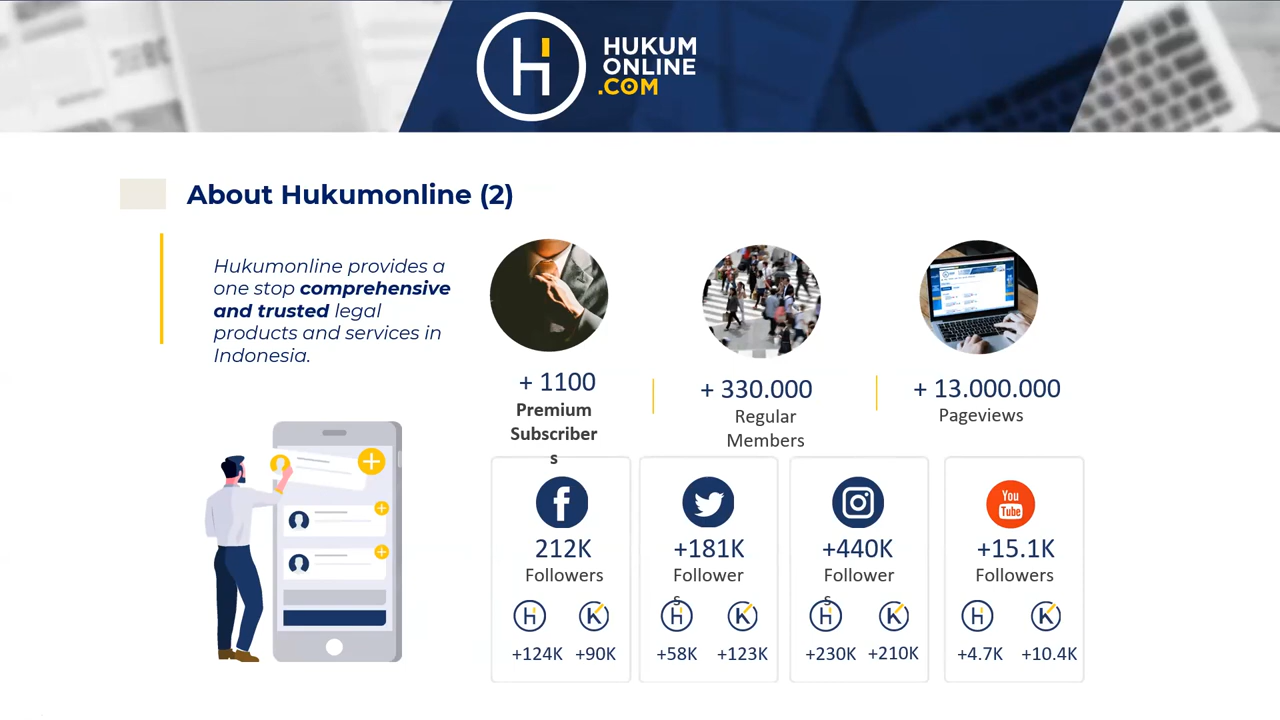 HUKUM
ONLINE
.COM
About Hukumonline (2)
Hukumonline provides a
one stop comprehensive
and trusted legal
products and services in
Indonesia.
+ 1100
Premium
Subscriber
s
+ 330.000
Regular
Members
+ 13.000.000
Pageviews
212K
Followers
+124K +90K
+181K
Follower
s
+58K +123K
+440K
Follower
s
+230K +210K
You
Tube
+15.1K
Followers
+4.7K +10.4K